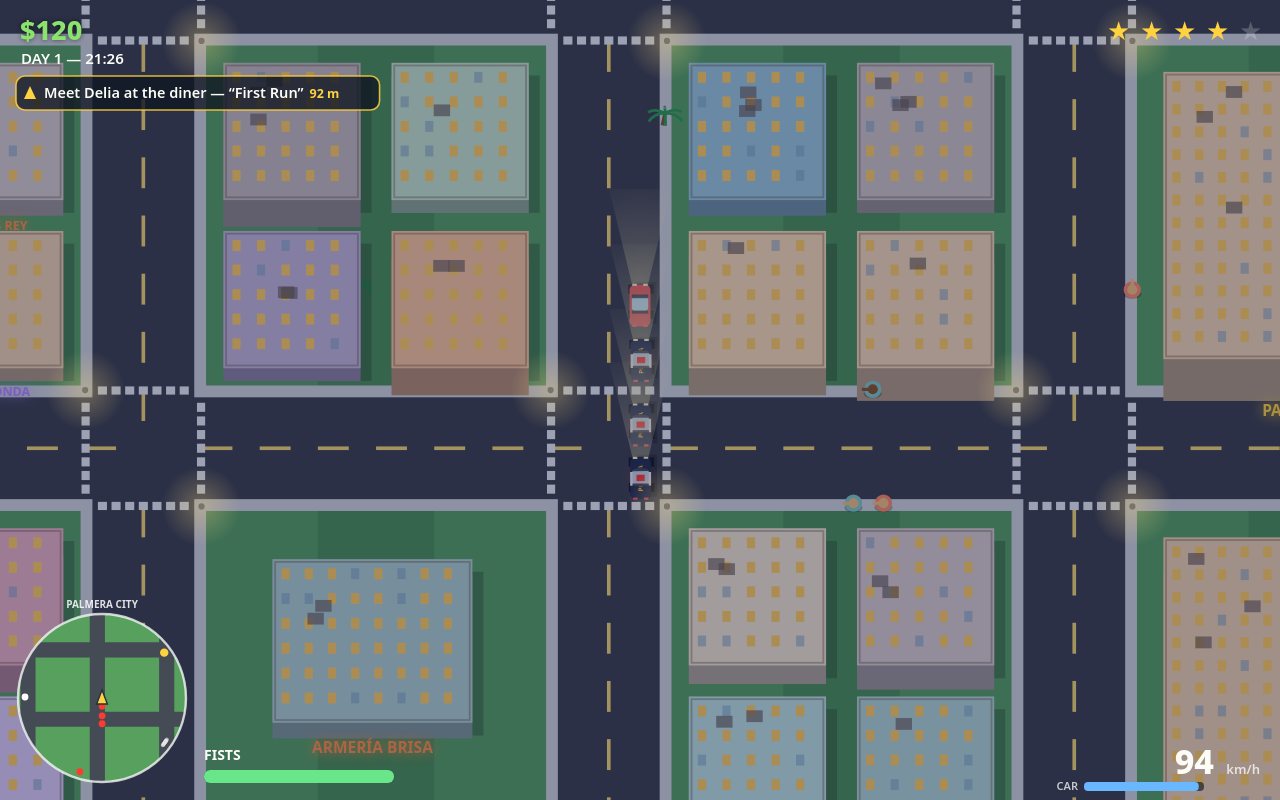 $120
DAY 1 — 21:26
Meet Delia at the diner — “First Run” 92 m
REY
ONDA
PA
PALMERA CITY
ARMERÍA BRISA
FISTS
94 km/h
CAR